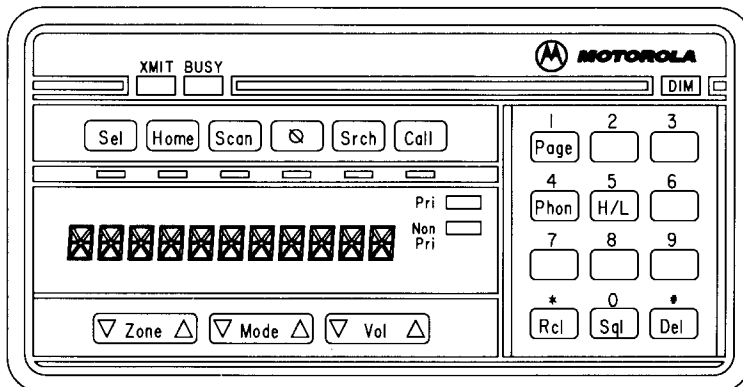 MOTOROLA
XMIT BUSY
DIM
Sel Home Scan Srch Call
Pri
Non
Pri
▽ Zone △ ▽ Mode △ ▽ Vol △
1 2 3
Page
4 5 6
Phon H/L
7 8 9
* 0 #
Rcl Sql Del